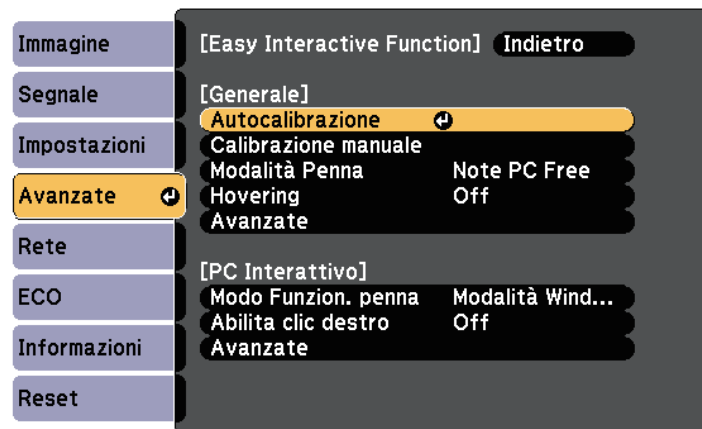 Immagine
Segnale
Impostazioni
Avanzate
Rete
ECO
Informazioni
Reset
[Easy Interactive Function] Indietro
[Generale]
Autocalibrazione
Calibrazione manuale
Modalità Penna Note PC Free
Hovering Off
Avanzate
[PC Interattivo]
Modo Funzion. penna Modalità Wind...
Abilita clic destro Off
Avanzate